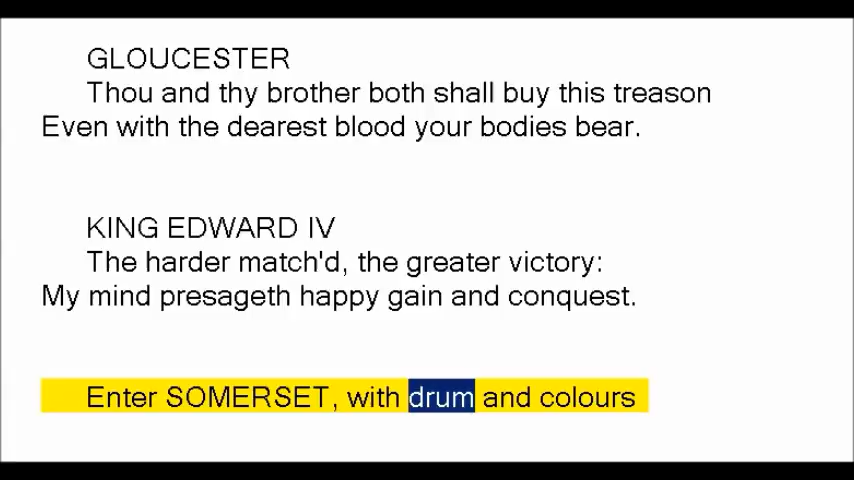 GLOUCESTER
Thou and thy brother both shall buy this treason
Even with the dearest blood your bodies bear.
KING EDWARD IV
The harder match'd, the greater victory:
My mind presageth happy gain and conquest.
Enter SOMERSET, with drum and colours